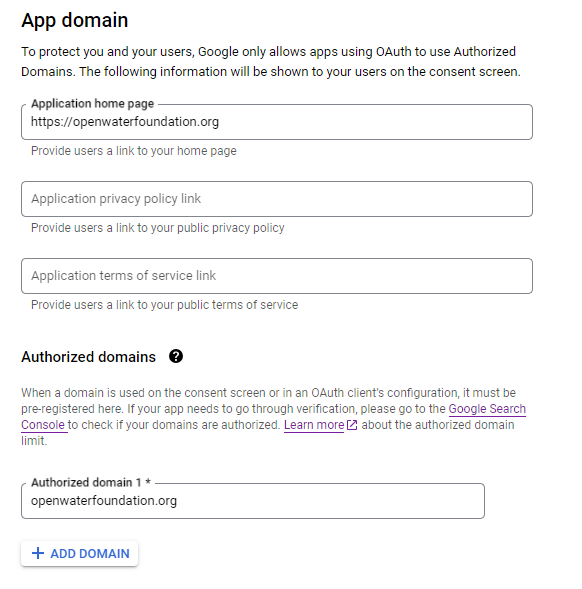 App domain
To protect you and your users, Google only allows apps using OAuth to use Authorized
Domains. The following information will be shown to your users on the consent screen.
Application home page
https://openwaterfoundation.org
Provide users a link to your home page
Application privacy policy link
Provide users a link to your public privacy policy
Application terms of service link
Provide users a link to your public terms of service
Authorized domains ?
When a domain is used on the consent screen or in an OAuth client's configuration, it must be
pre-registered here. If your app needs to go through verification, please go to the Google Search
Console to check if your domains are authorized. Learn more about the authorized domain
limit.
Authorized domain 1 *
openwaterfoundation.org
+ ADD DOMAIN